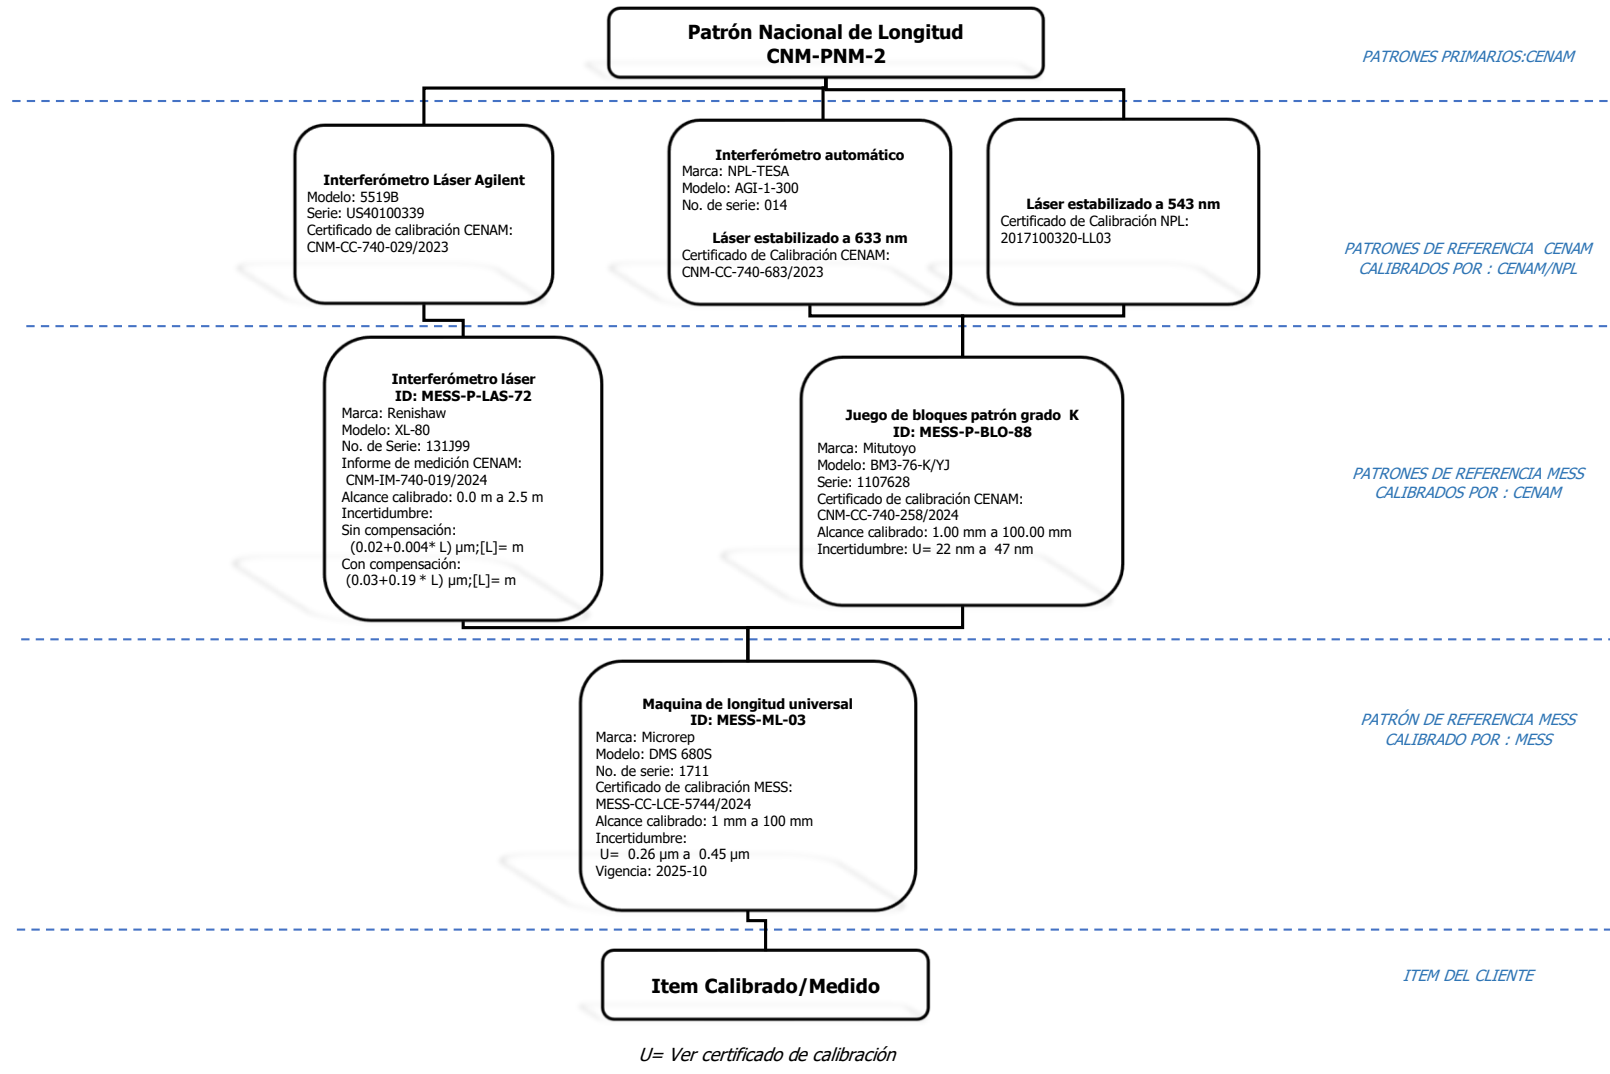 Patrón Nacional de Longitud
CNM-PNM-2
PATRONES PRIMARIOS:CENAM
Interferómetro Láser Agilent
Modelo: 5519B
Serie: US40100339
Certificado de calibración CENAM:
CNM-CC-740-029/2023
Interferómetro automático
Marca: NPL-TESA
Modelo: AGI-1-300
No. de serie: 014
Láser estabilizado a 633 nm
Certificado de Calibración CENAM:
CNM-CC-740-683/2023
Láser estabilizado a 543 nm
Certificado de Calibración NPL:
2017100320-LL03
PATRONES DE REFERENCIA  CENAM
CALIBRADOS POR : CENAM/NPL
Interferómetro láser
ID: MESS-P-LAS-72
Marca: Renishaw
Modelo: XL-80
No. de Serie: 131J99
Informe de medición CENAM:
CNM-IM-740-019/2024
Alcance calibrado: 0.0 m a 2.5 m
Incertidumbre:
Sin compensación:
(0.02+0.004* L) µm;[L]= m
Con compensación:
(0.03+0.19 * L) µm;[L]= m
Juego de bloques patrón grado  K
ID: MESS-P-BLO-88
Marca: Mitutoyo
Modelo: BM3-76-K/YJ
Serie: 1107628
Certificado de calibración CENAM:
CNM-CC-740-258/2024
Alcance calibrado: 1.00 mm a 100.00 mm
Incertidumbre: U= 22 nm a  47 nm
PATRONES DE REFERENCIA MESS
CALIBRADOS POR : CENAM
Maquina de longitud universal
ID: MESS-ML-03
Marca: Microrep
Modelo: DMS 680S
No. de serie: 1711
Certificado de calibración MESS:
MESS-CC-LCE-5744/2024
Alcance calibrado: 1 mm a 100 mm
Incertidumbre:
U=  0.26 µm a  0.45 µm
Vigencia: 2025-10
PATRÓN DE REFERENCIA MESS
CALIBRADO POR : MESS
Item Calibrado/Medido
ITEM DEL CLIENTE
U= Ver certificado de calibración